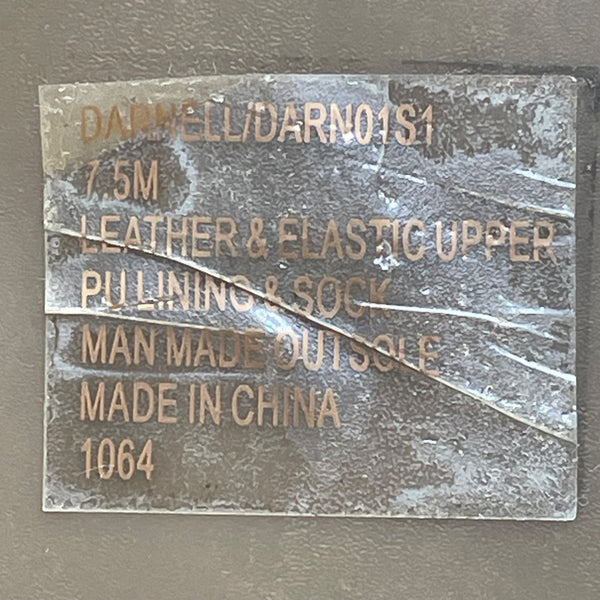 DARNELL/DARN01S1
7.5M
LEATHER & ELASTIC UPPER
PU LINING & SOCK
MAN MADE OUTSOLE
MADE IN CHINA
1064